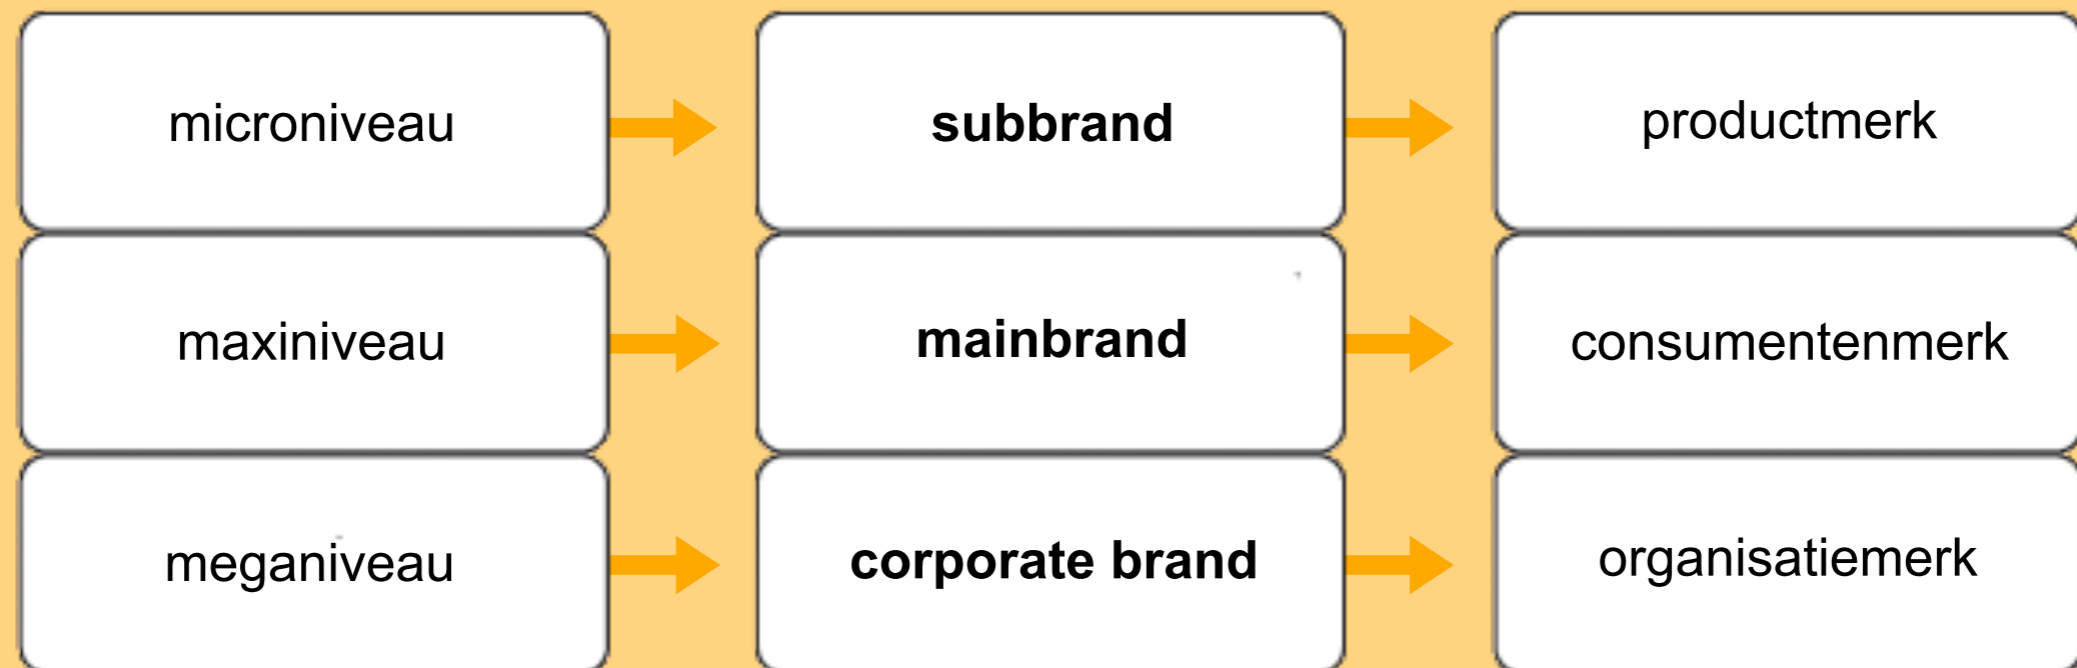 microniveau
subbrand
productmerk
maxiniveau
mainbrand
consumentenmerk
meganiveau
corporate brand
organisatiemerk